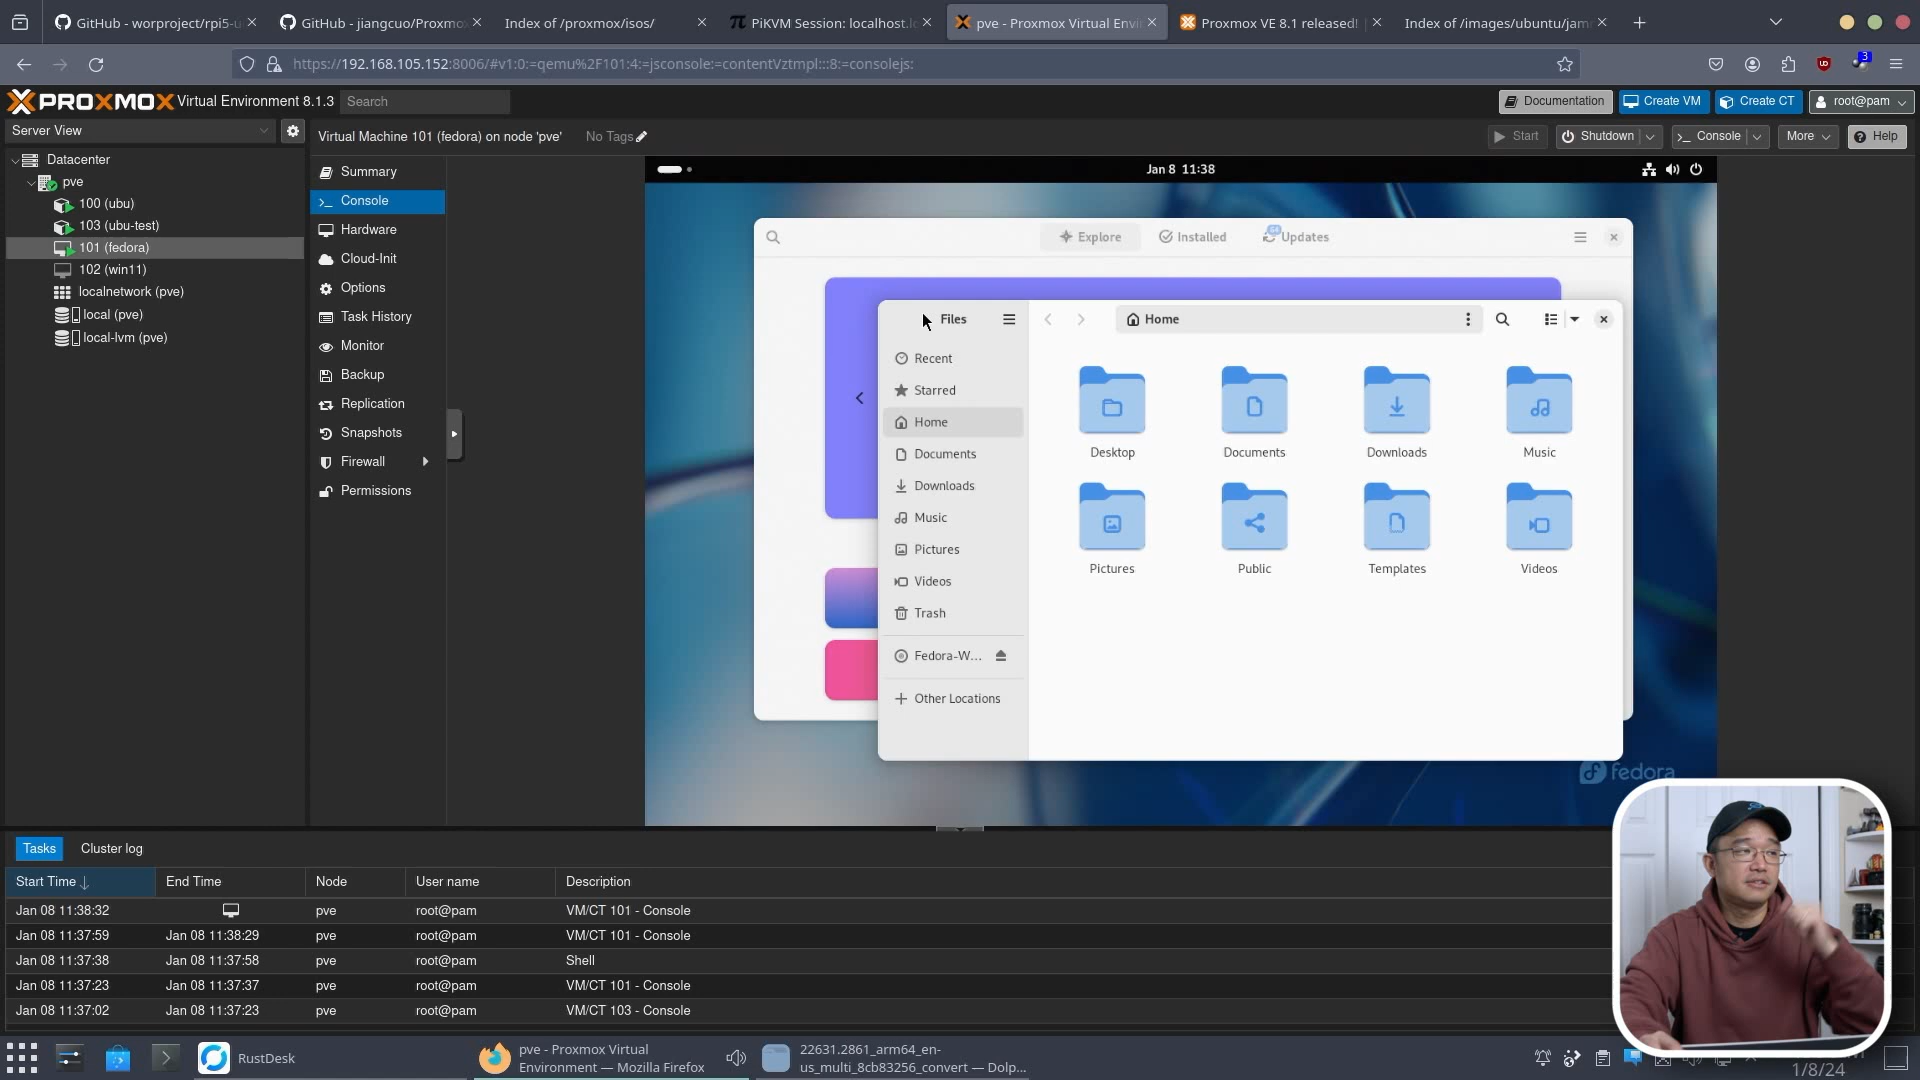 GitHub - worproject/rpi5-u
GitHub - jiangcuo/Proxmo
Index of /proxmox/isos/
PiKVM Session: localhost.lo
pve - Proxmox Virtual Envi
Proxmox VE 8.1 released!
Index of /images/ubuntu/jam
https://192.168.105.152:8006/#v1:0:=qemu%2F101:4:=jsconsole:=contentVztmpl:::8:=consolejs:
3
PROXMOX Virtual Environment 8.1.3
Search
Documentation
Create VM
Create CT
root@pam
Server View
Virtual Machine 101 (fedora) on node 'pve'
No Tags
Start
Shutdown
Console
More
Help
Datacenter
pve
100 (ubu)
103 (ubu-test)
101 (fedora)
102 (win11)
localnetwork (pve)
local (pve)
local-lvm (pve)
Summary
Console
Hardware
Cloud-Init
Options
Task History
Monitor
Backup
Replication
Snapshots
Firewall
Permissions
Jan 8 11:38
Explore
Installed
Updates
Files
Home
Recent
Starred
Home
Documents
Downloads
Music
Pictures
Videos
Trash
Fedora-W...
Other Locations
Desktop
Documents
Downloads
Music
Pictures
Public
Templates
Videos
fedora
Tasks
Cluster log
Start Time
End Time
Node
User name
Description
Jan 08 11:38:32
pve
root@pam
VM/CT 101 - Console
Jan 08 11:37:59
Jan 08 11:38:29
pve
root@pam
VM/CT 101 - Console
Jan 08 11:37:38
Jan 08 11:37:58
pve
root@pam
Shell
Jan 08 11:37:23
Jan 08 11:37:37
pve
root@pam
VM/CT 101 - Console
Jan 08 11:37:02
Jan 08 11:37:23
pve
root@pam
VM/CT 103 - Console
RustDesk
pve - Proxmox Virtual
Environment — Mozilla Firefox
22631.2861_arm64_en-
us_multi_8cb83256_convert — Dolp...
1/8/24